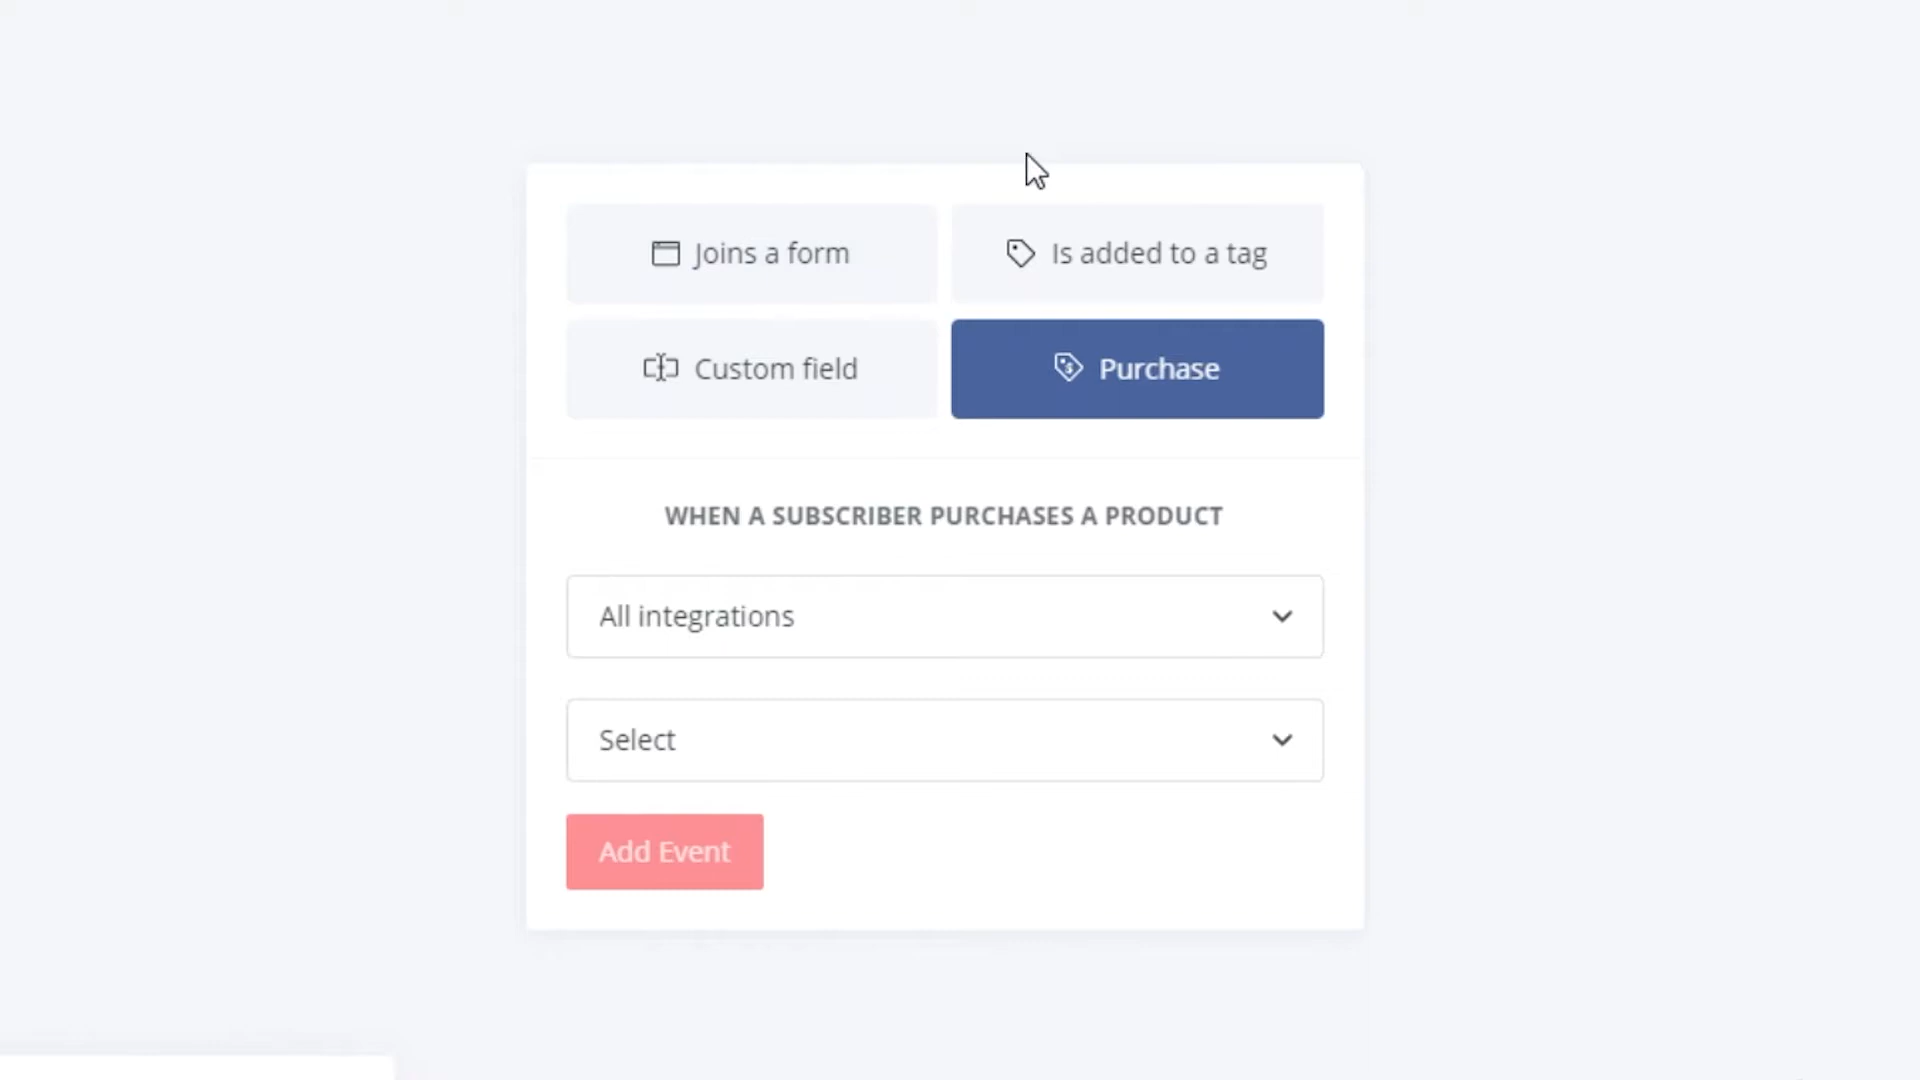 Joins a form
Is added to a tag
Custom field
Purchase
WHEN A SUBSCRIBER PURCHASES A PRODUCT
All integrations
Select
Add Event